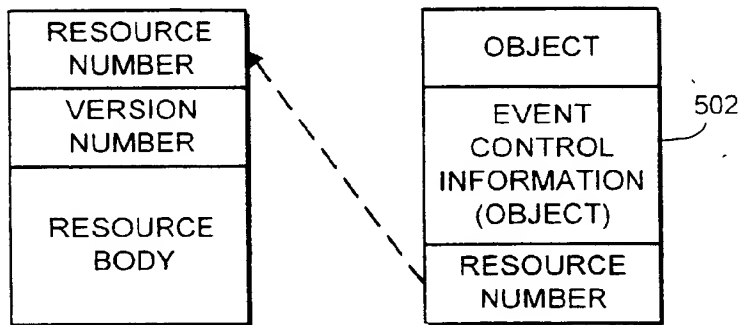 RESOURCE
NUMBER
VERSION
NUMBER
RESOURCE
BODY
OBJECT
EVENT
CONTROL
INFORMATION
(OBJECT)
RESOURCE
NUMBER
502